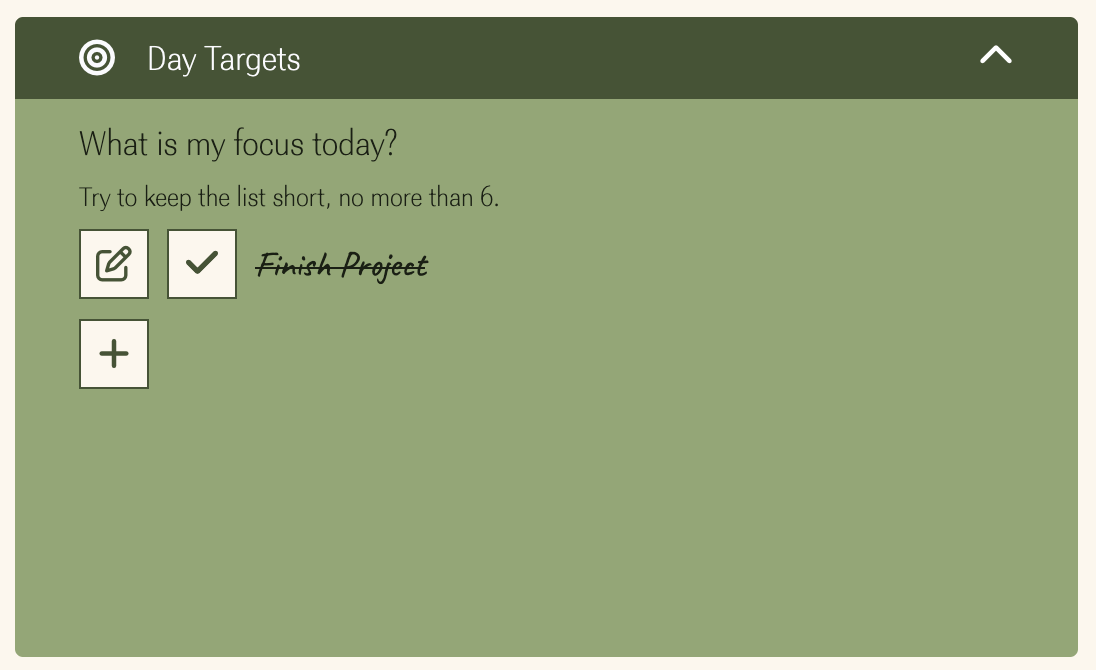 Day Targets
What is my focus today?
Try to keep the list short, no more than 6.
Finish Project